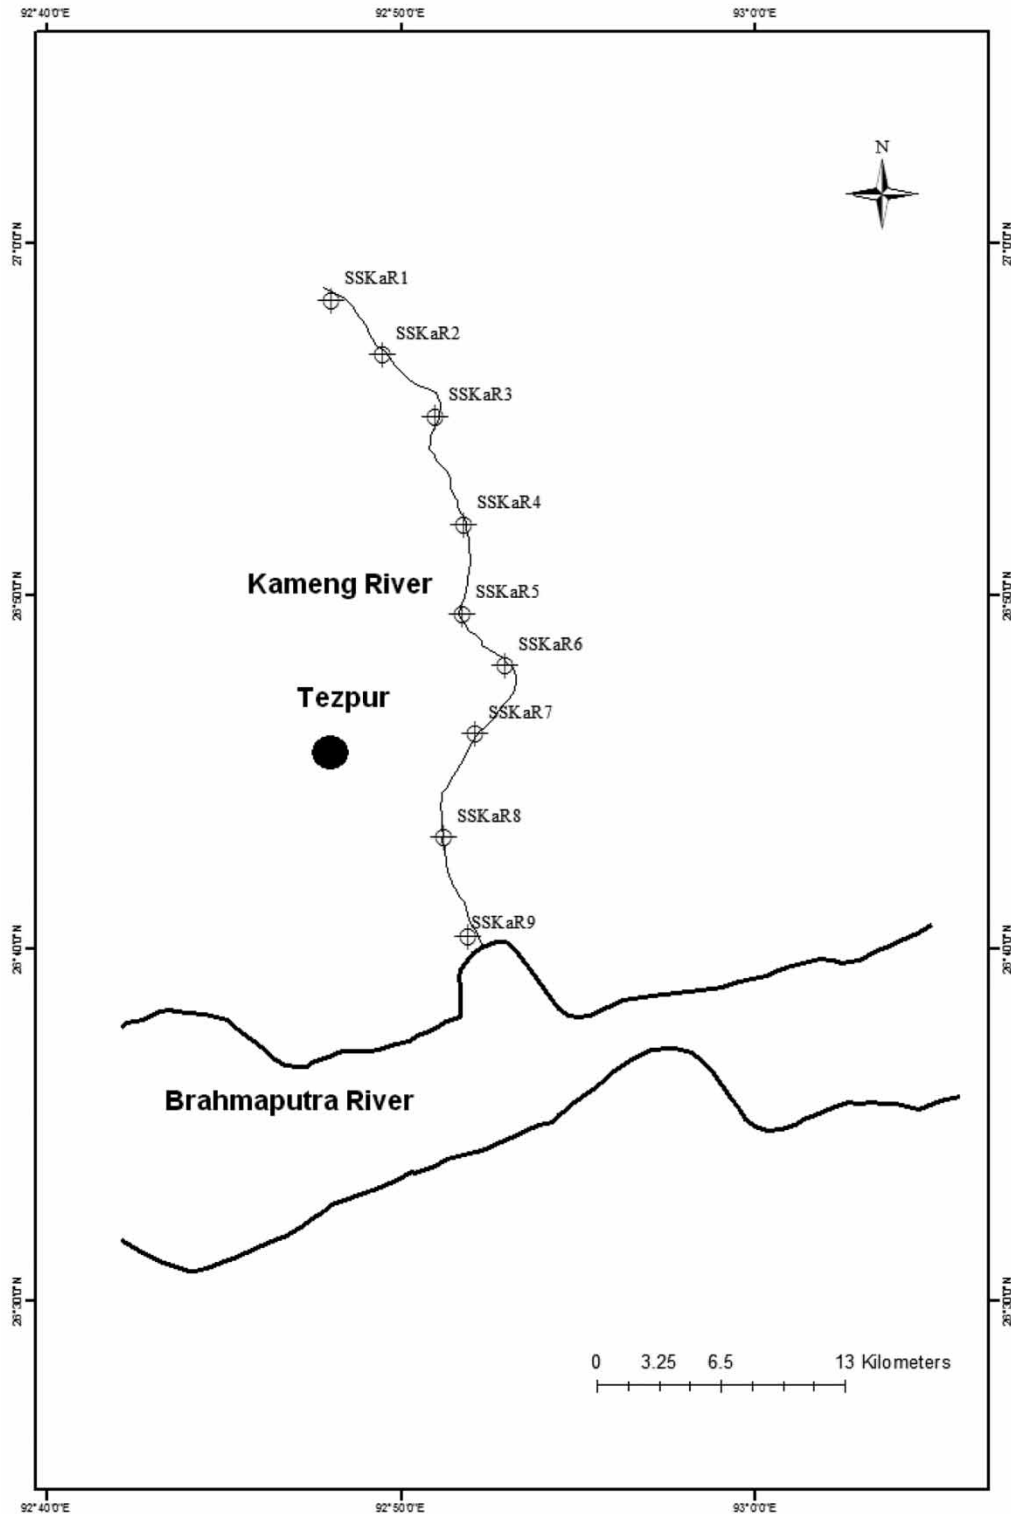 92°40'0"E 92°50'0"E 93°0'0"E
N
27°0'0"N 27°0'0"N
SSKaR1
SSKaR2
SSKaR3
SSKaR4
Kameng River
SSKaR5
26°50'0"N 26°50'0"N
SSKaR6
Tezpur
SSKaR7
SSKaR8
SSKaR9
26°40'0"N 26°40'0"N
Brahmaputra River
26°30'0"N 26°30'0"N
0 3.25 6.5 13 Kilometers
92°40'0"E 92°50'0"E 93°0'0"E